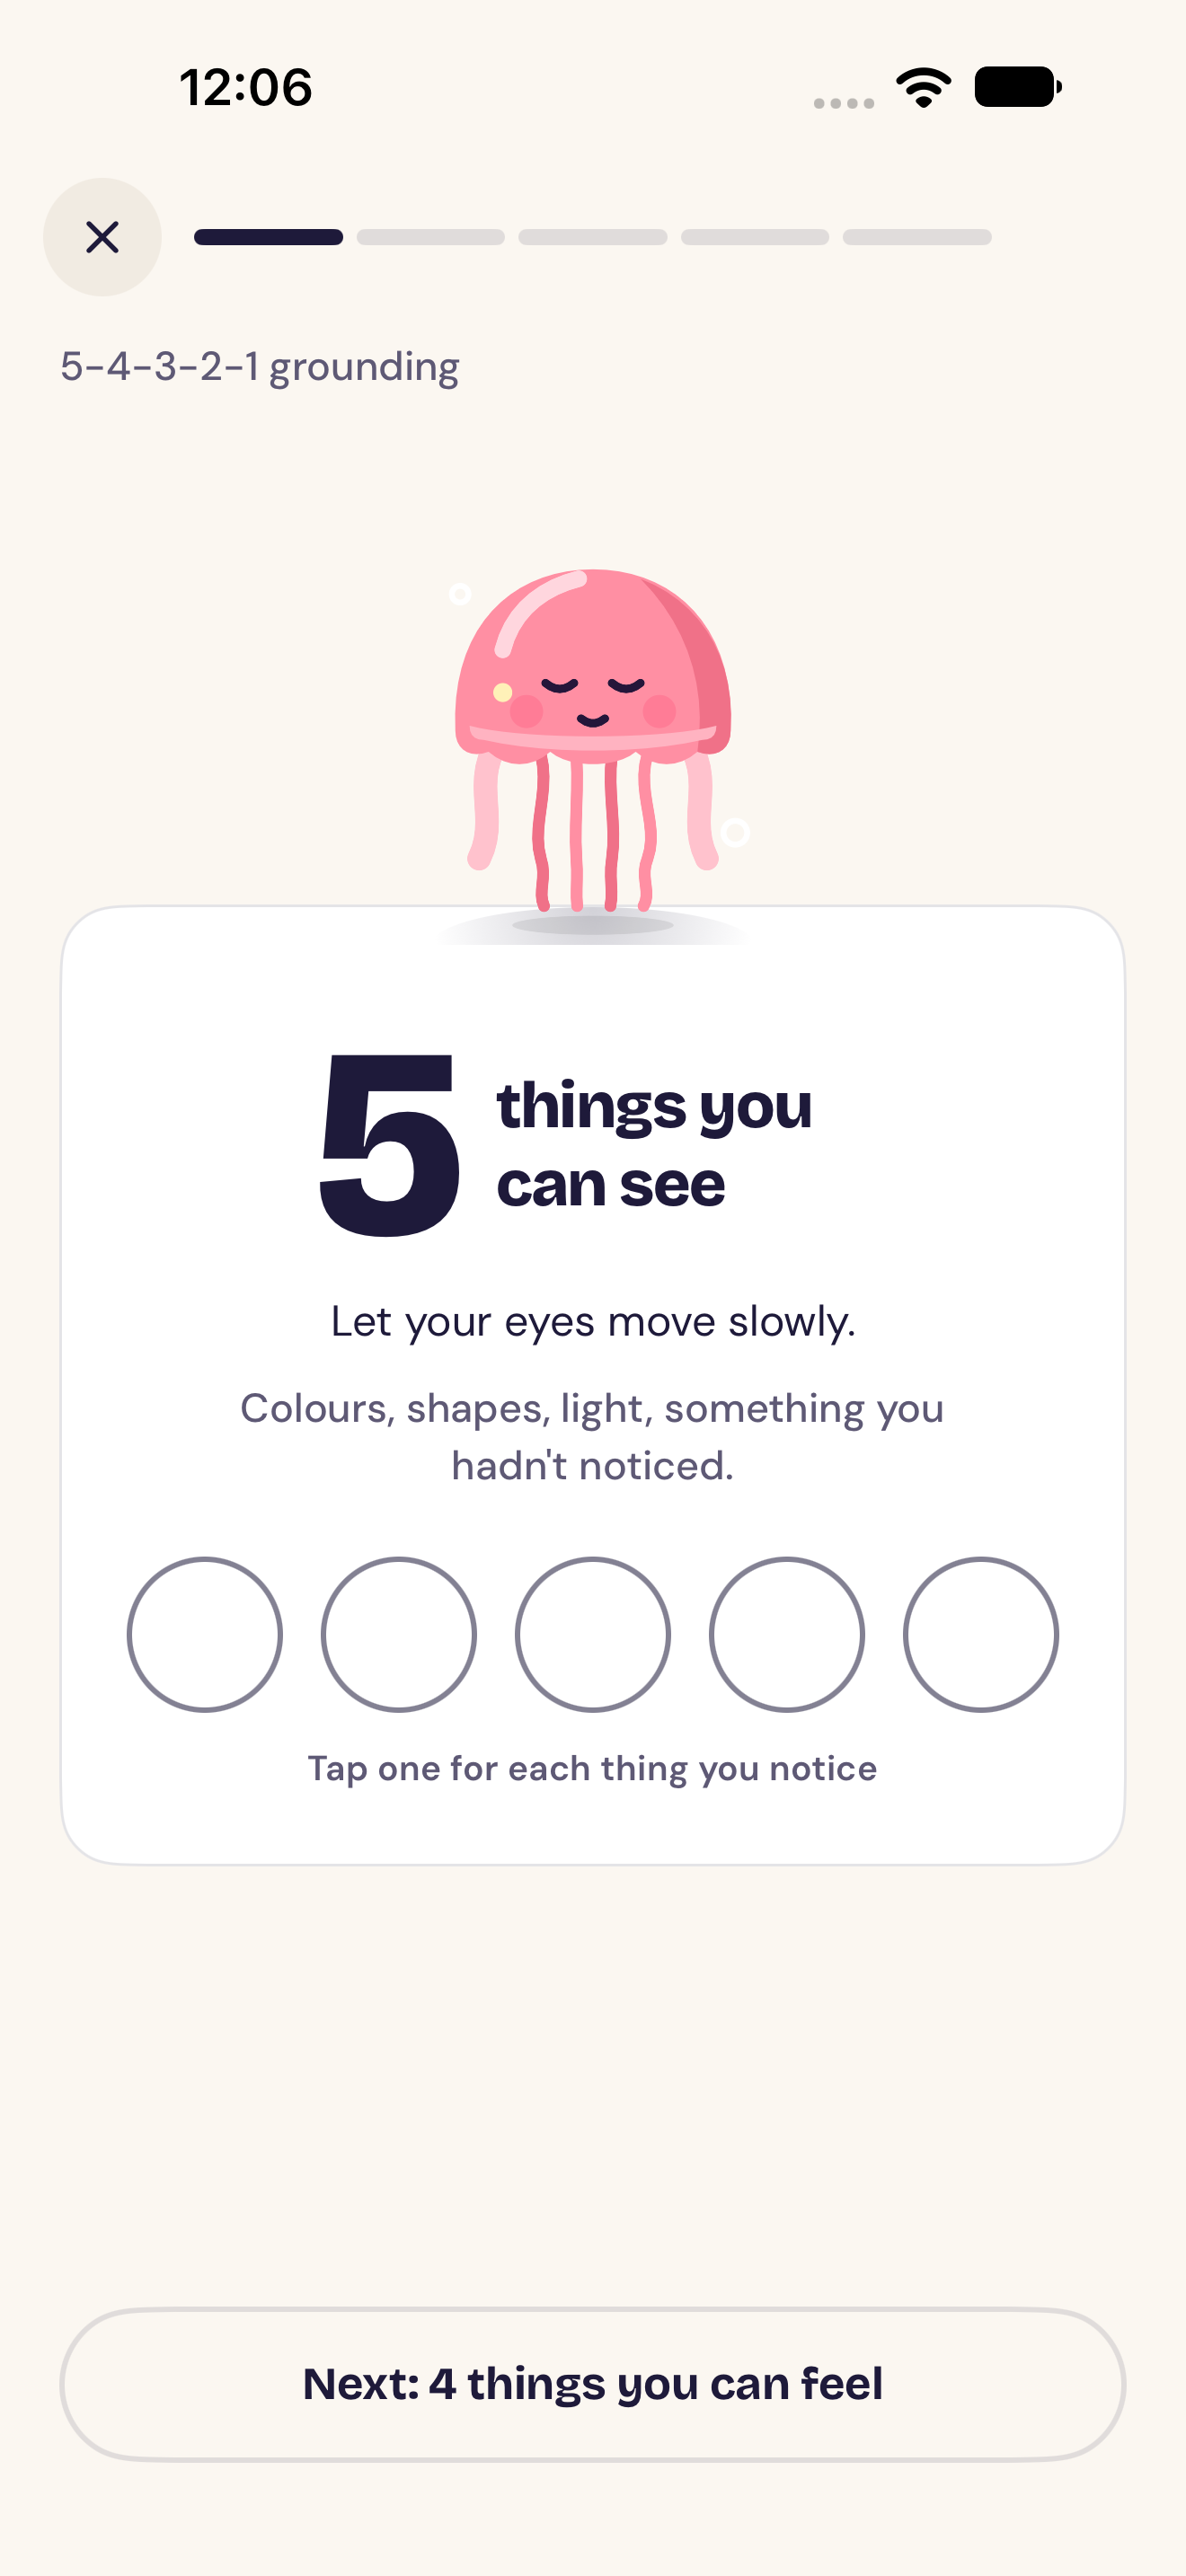 12:06
5-4-3-2-1 grounding
5 things you
can see
Let your eyes move slowly.
Colours, shapes, light, something you
hadn't noticed.
Tap one for each thing you notice
Next: 4 things you can feel